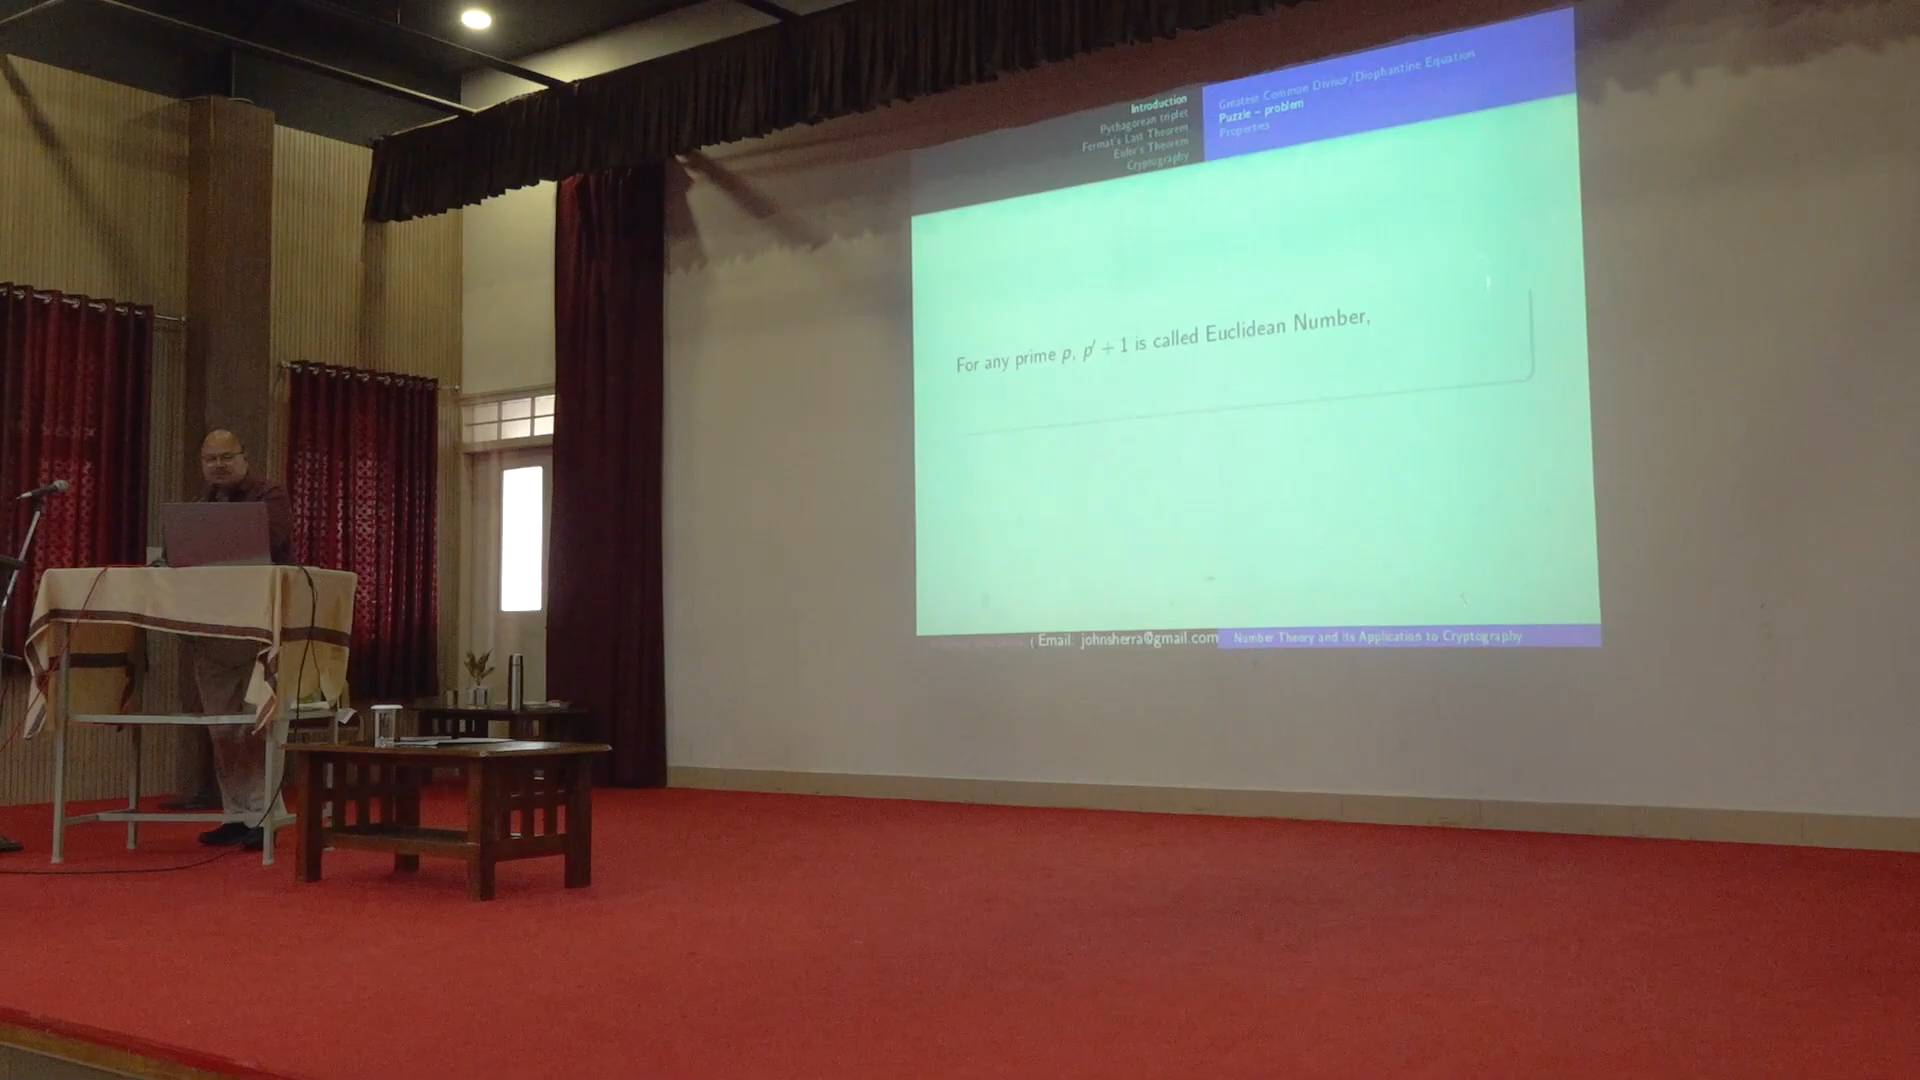 Introduction
Pythagorean triplet
Fermat's Last Theorem
Euler's Theorem
Cryptography
Greatest Common Divisor/Diophantine Equation
Puzzle – problem
Properties
For any prime p, p′ + 1 is called Euclidean Number,
( Email: johnsherra@gmail.com
Number Theory and its Application to Cryptography